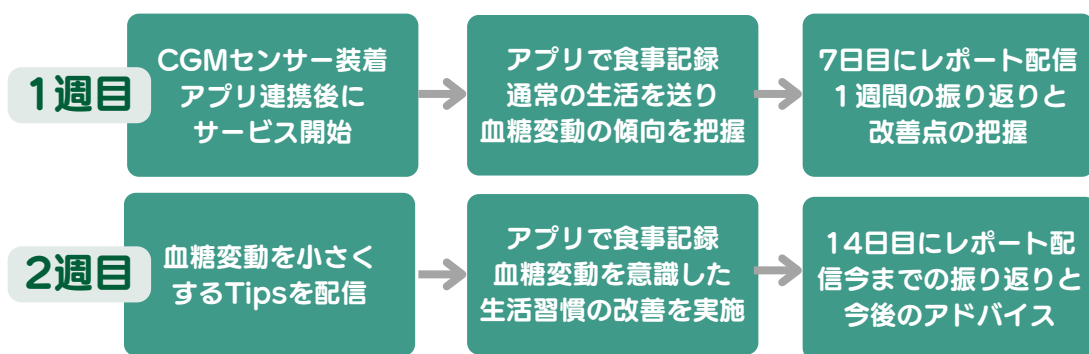 1週目
CGMセンサー装着
アプリ連携後に
サービス開始
アプリで食事記録
通常の生活を送り
血糖変動の傾向を把握
7日目にレポート配信
1週間の振り返りと
改善点の把握
2週目
血糖変動を小さく
するTipsを配信
アプリで食事記録
血糖変動を意識した
生活習慣の改善を実施
14日目にレポート配
信今までの振り返りと
今後のアドバイス